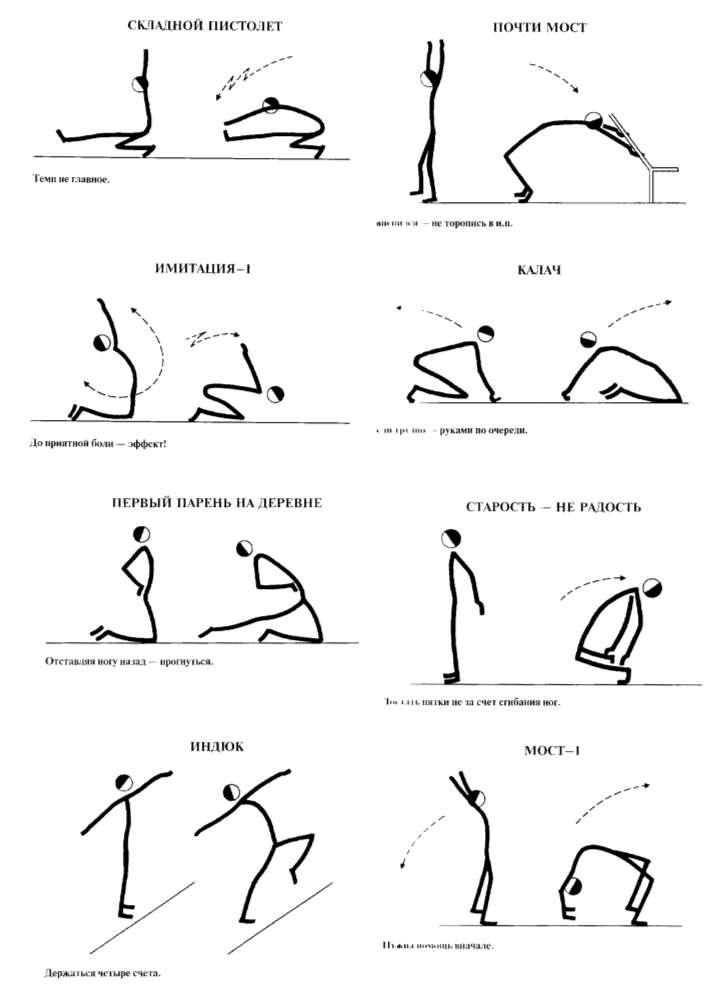 СКЛАДНОЙ ПИСТОЛЕТ
Темп не главное.
ПОЧТИ МОСТ
— не торопись в и.п.
ИМИТАЦИЯ–1
До приятной боли — эффект!
КАЛАЧ
– руками по очереди.
ПЕРВЫЙ ПАРЕНЬ НА ДЕРЕВНЕ
Отставляя ногу назад — прогнуться.
СТАРОСТЬ — НЕ РАДОСТЬ
пятки не за счет сгибания ног.
ИНДЮК
Держаться четыре счета.
МОСТ–1
Нужна помощь вначале.